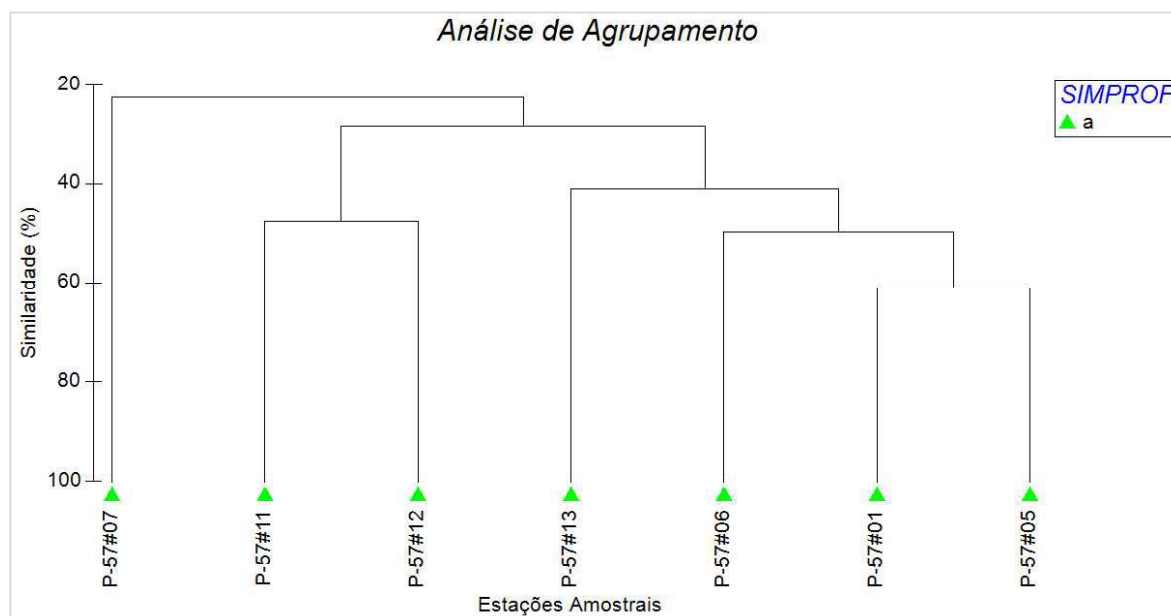 Análise de Agrupamento
20
40
60
80
100
Similaridade (%)
SIMPROF
a
P-57#07
P-57#11
P-57#12
P-57#13
P-57#06
P-57#01
P-57#05
Estações Amostrais